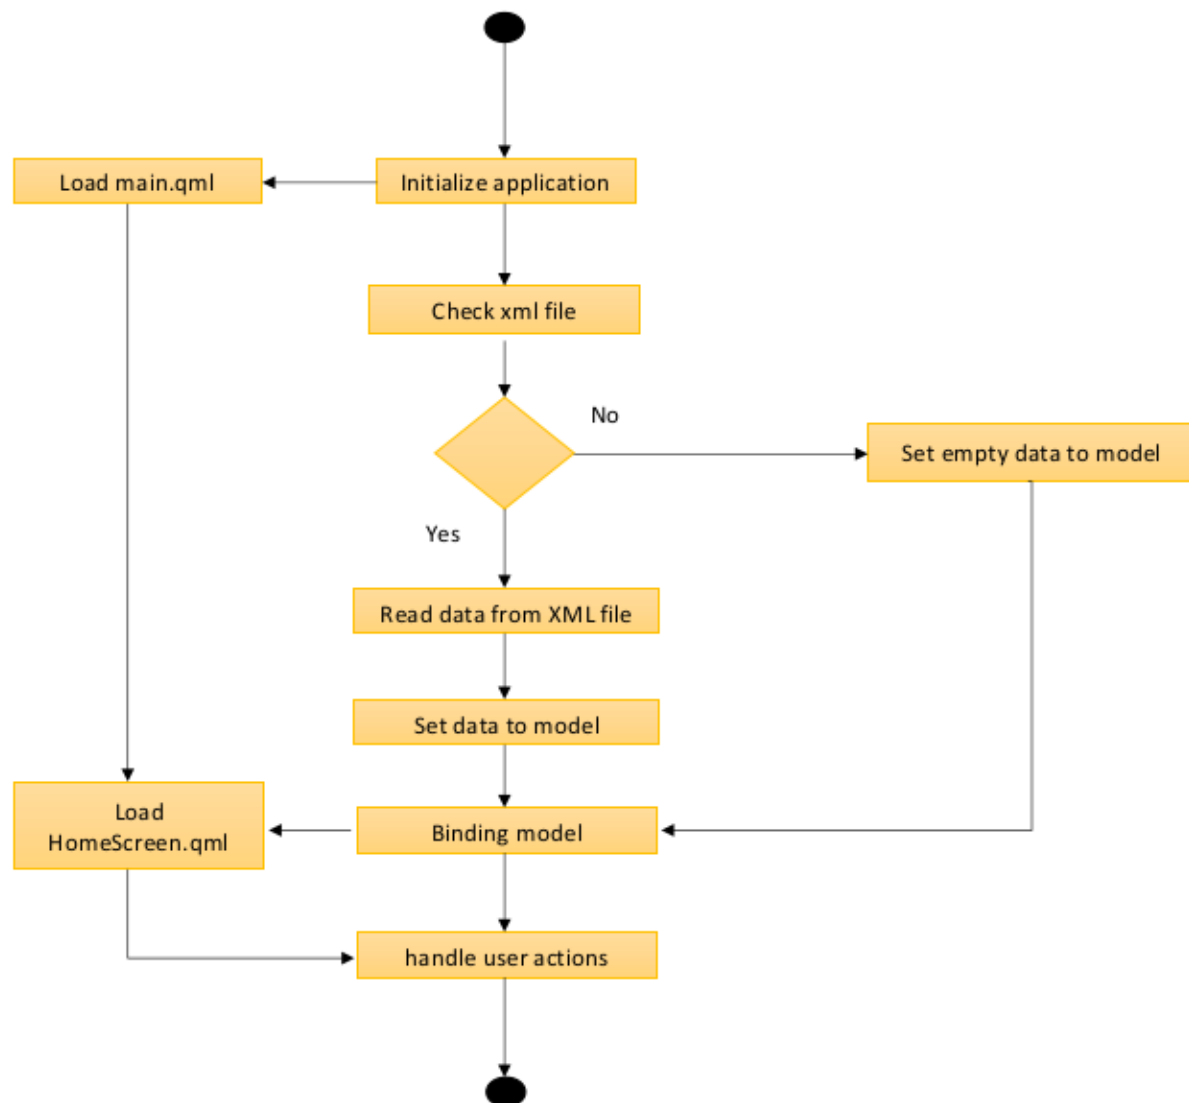 Load main.qml
Initialize application
Check xml file
No
Set empty data to model
Yes
Read data from XML file
Set data to model
Load
HomeScreen.qml
Binding model
handle user actions